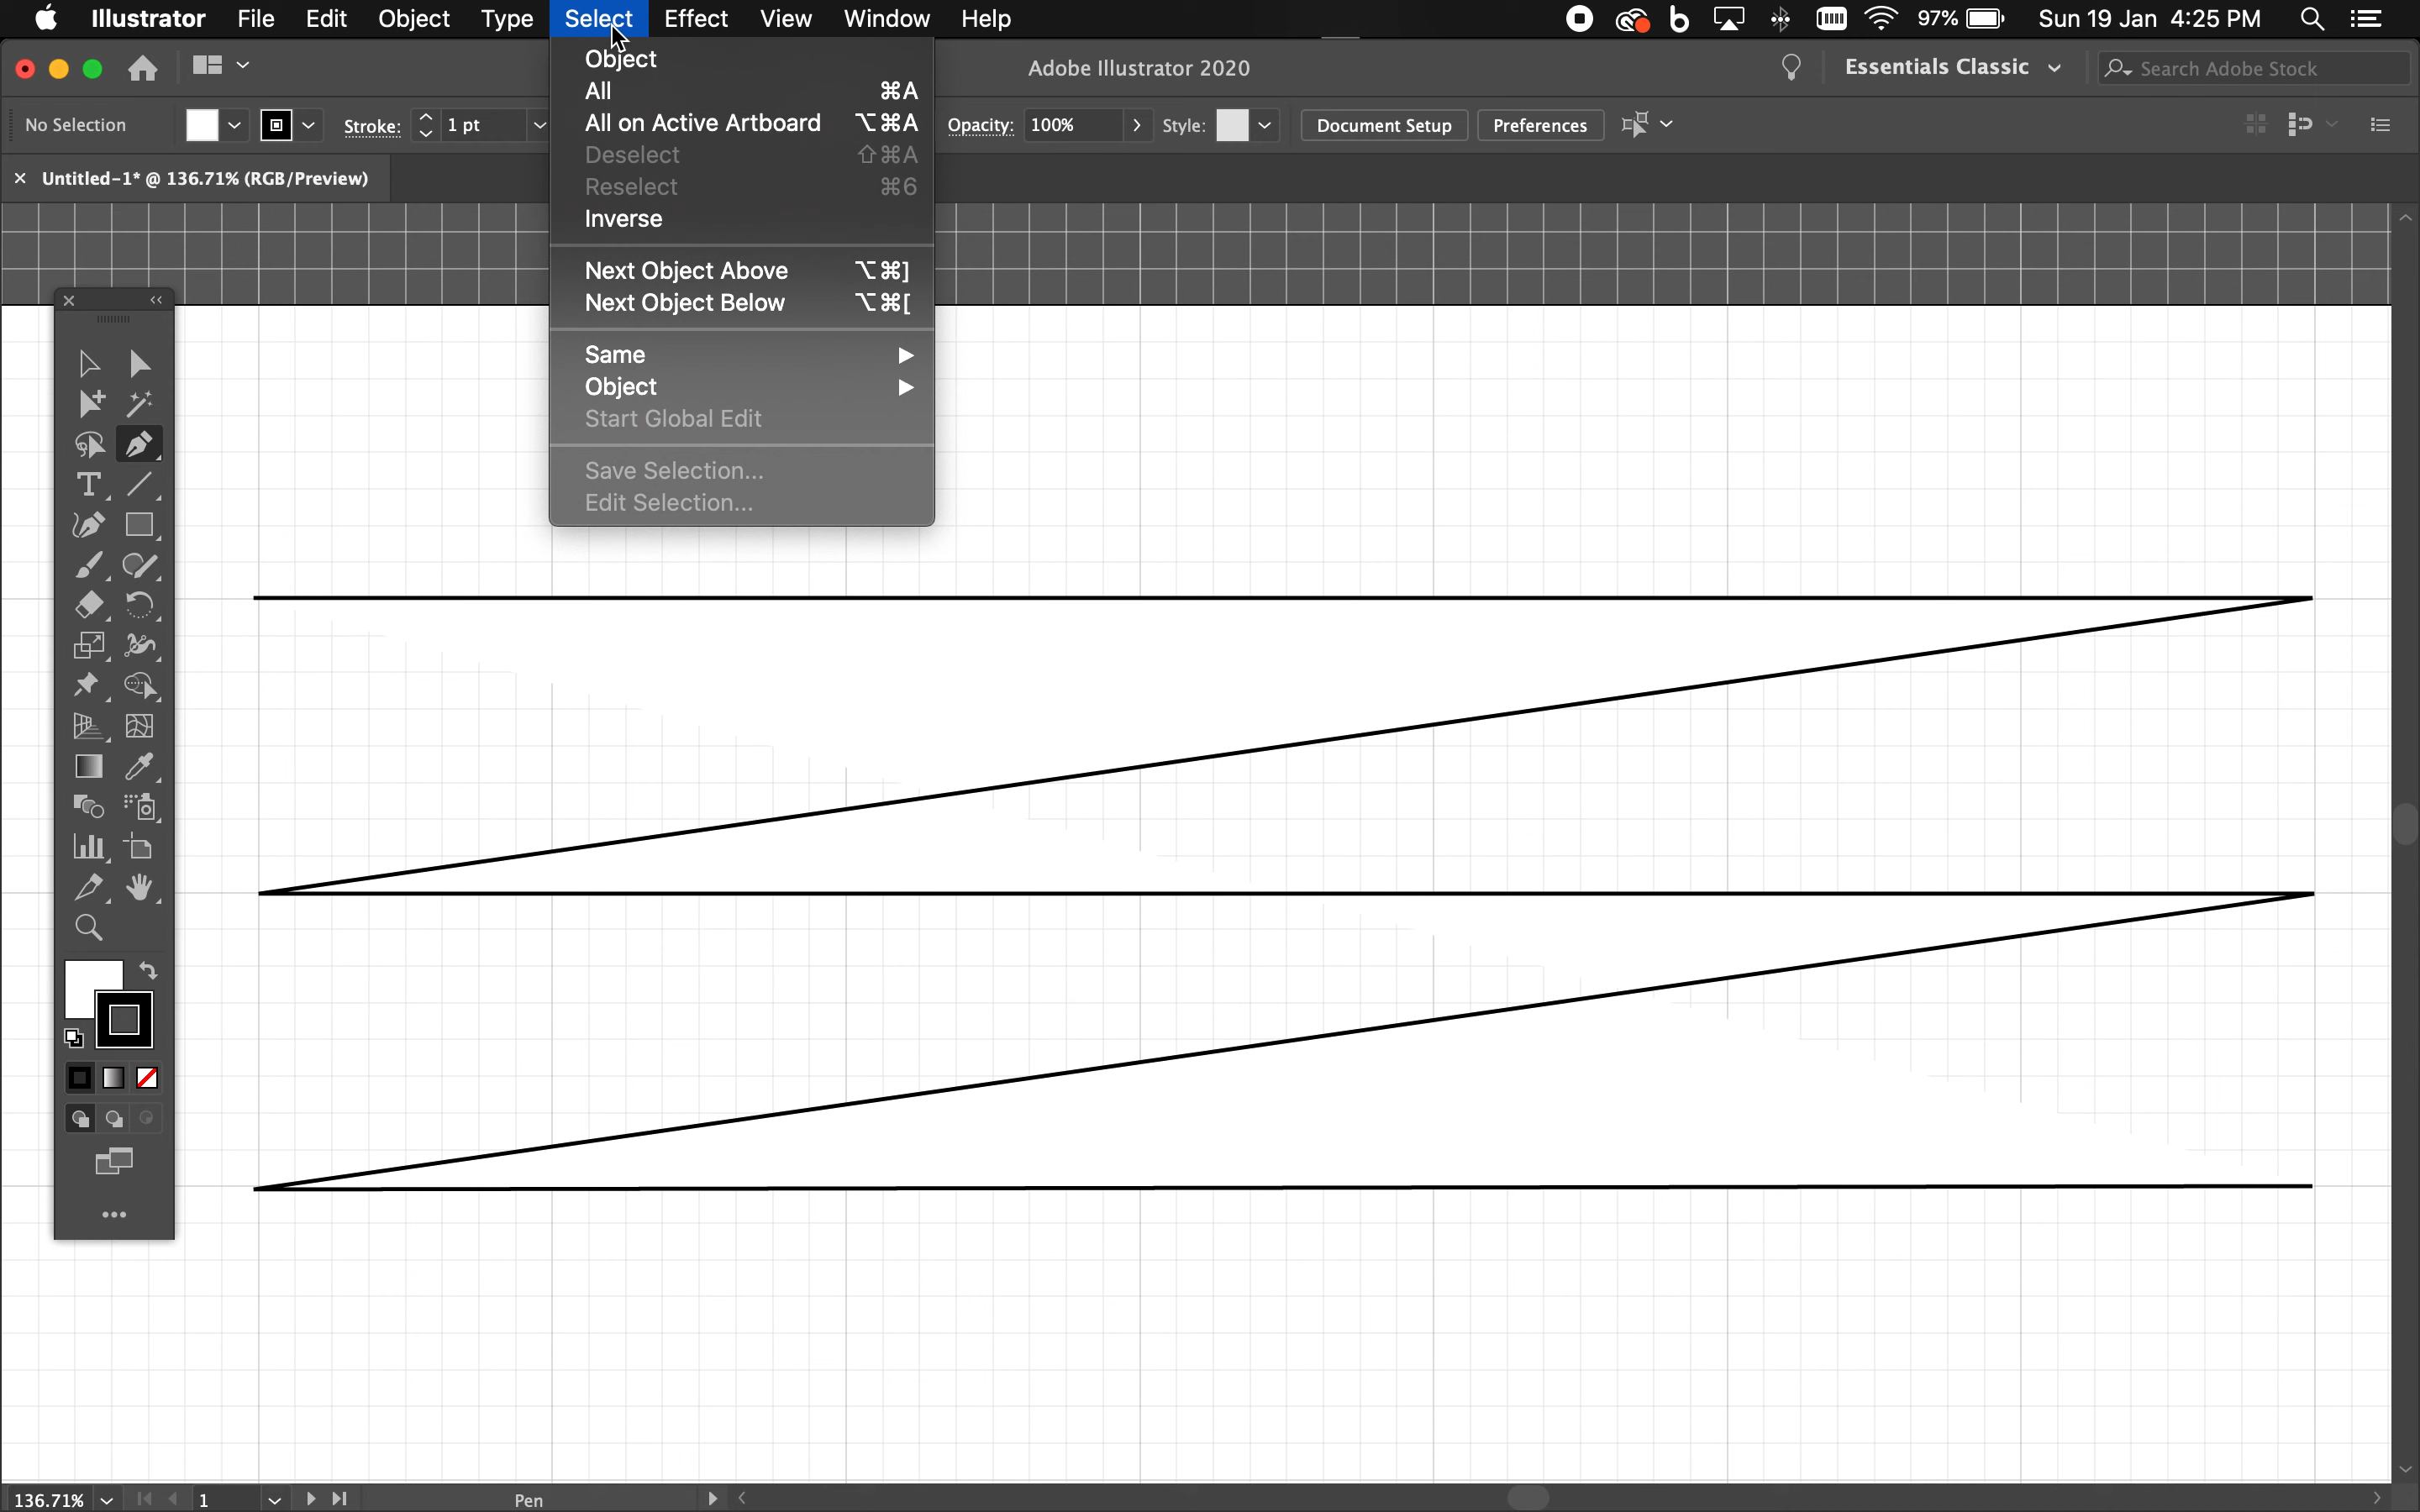 Illustrator File Edit Object Type Select Effect View Window Help 97% Sun 19 Jan 4:25 PM
Adobe Illustrator 2020 Essentials Classic Search Adobe Stock
No Selection Stroke: 1 pt Opacity: 100% Style: Document Setup Preferences
× Untitled-1* @ 136.71% (RGB/Preview)
Object
All ⌘A
All on Active Artboard ⌥⌘A
Deselect ⇧⌘A
Reselect ⌘6
Inverse
Next Object Above ⌥⌘]
Next Object Below ⌥⌘[
Same ▶
Object ▶
Start Global Edit
Save Selection...
Edit Selection...
136.71% 1 Pen